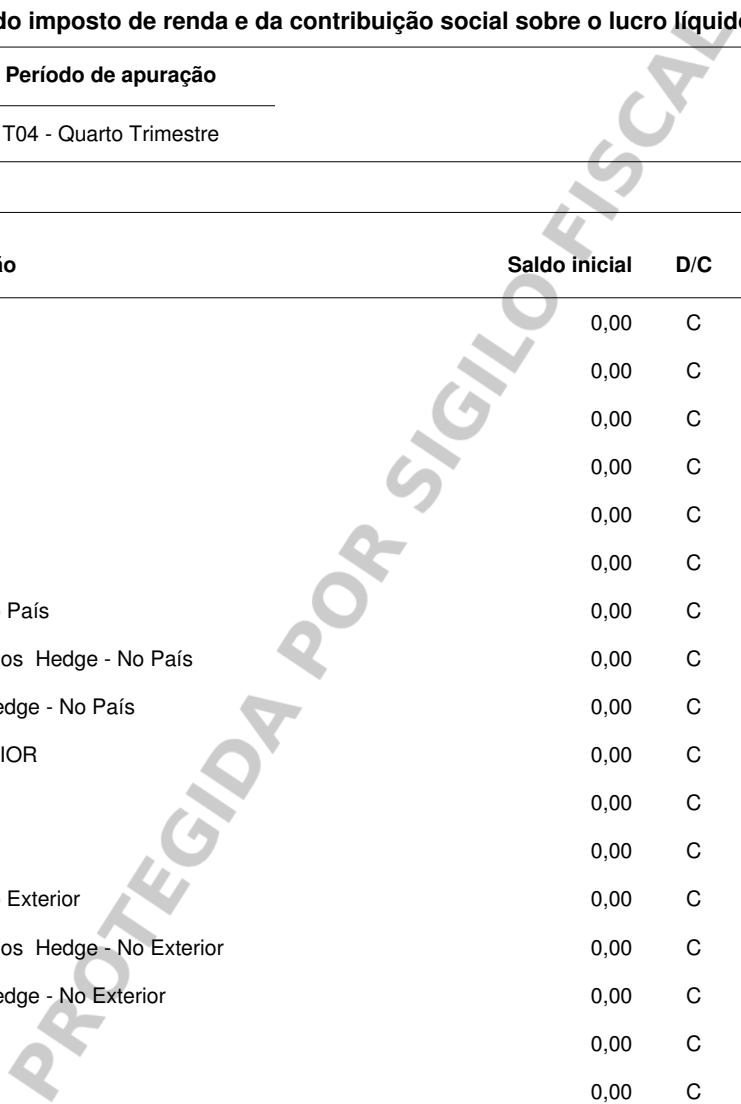 do imposto de renda e da contribuição social sobre o lucro líquido
Período de apuração
T04 - Quarto Trimestre
Saldo inicial D/C
0,00 C
0,00 C
0,00 C
0,00 C
0,00 C
0,00 C
País 0,00 C
os Hedge - No País 0,00 C
edge - No País 0,00 C
IOR 0,00 C
0,00 C
0,00 C
Exterior 0,00 C
os Hedge - No Exterior 0,00 C
edge - No Exterior 0,00 C
0,00 C
0,00 C
PROTEGIDA POR SIGILO FISCAL